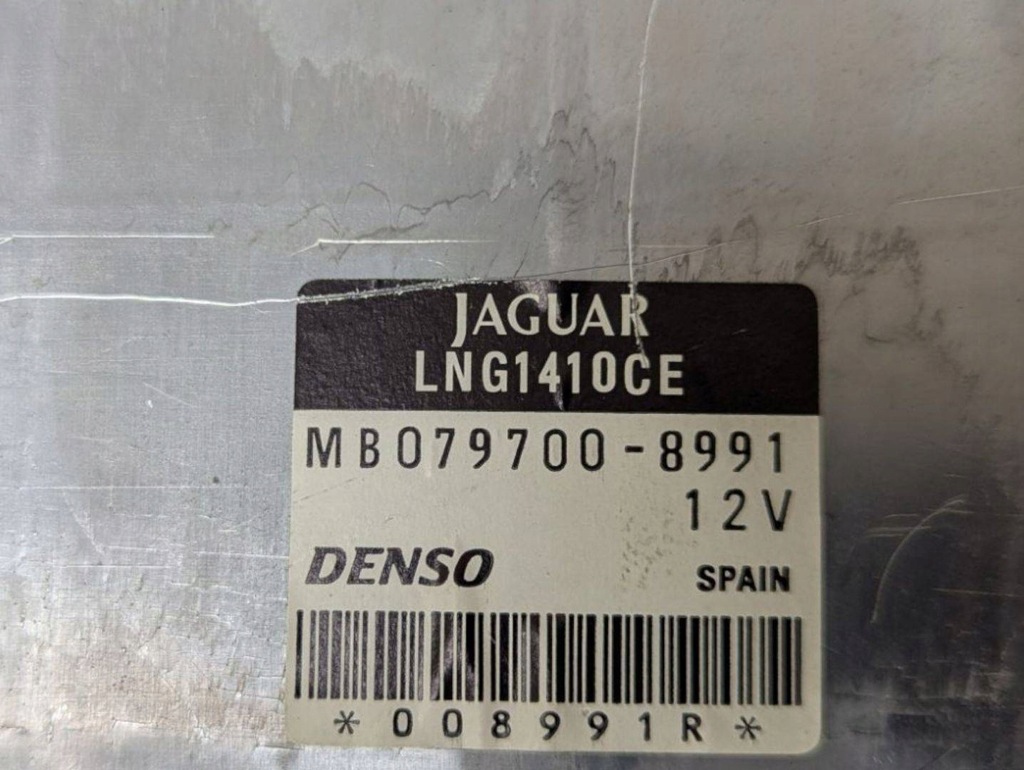 JAGUAR
LNG1410CE
MB079700-8991
12V
DENSO SPAIN
*008991R*